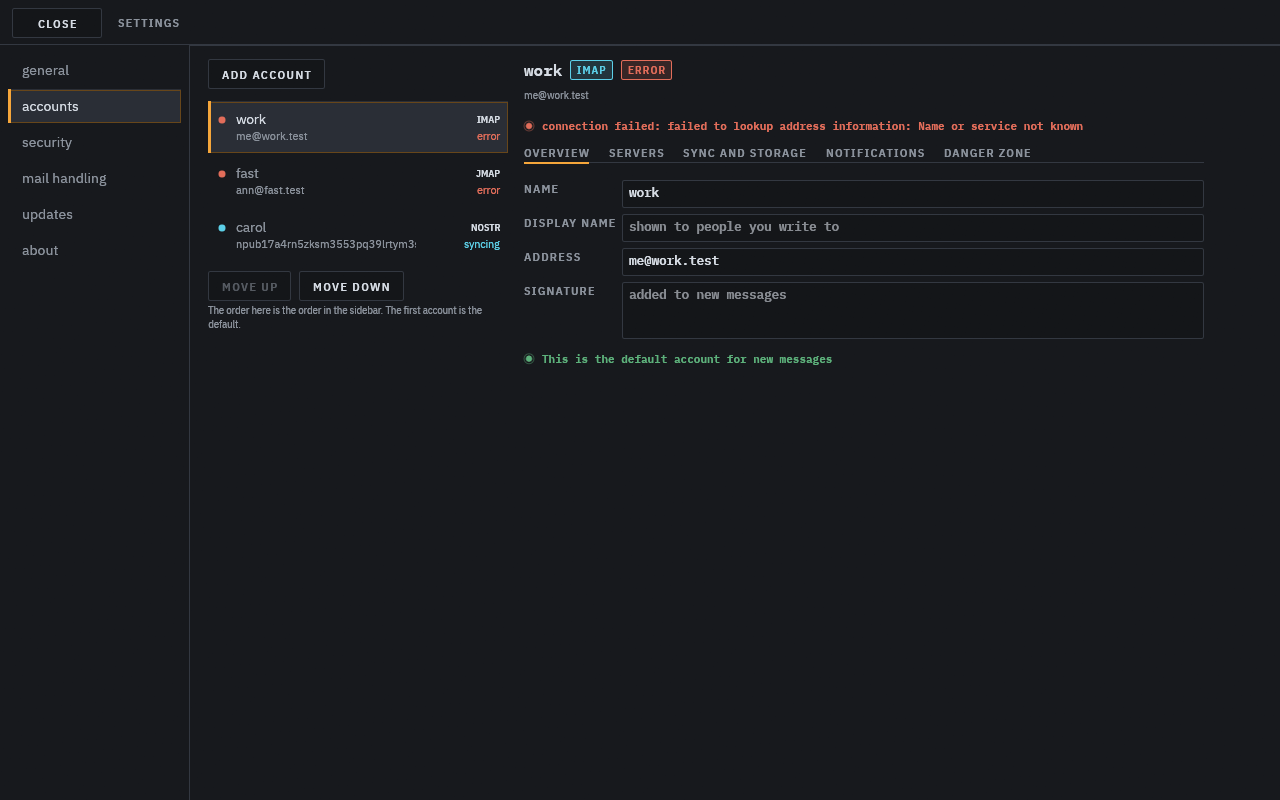 CLOSE
SETTINGS
general
accounts
security
mail handling
updates
about
ADD ACCOUNT
work
IMAP
me@work.test
error
fast
JMAP
ann@fast.test
error
carol
NOSTR
npub17a4rn5zksm3553pq39lrtym3
syncing
MOVE UP
MOVE DOWN
The order here is the order in the sidebar. The first account is the
default.
work
IMAP
ERROR
me@work.test
connection failed: failed to lookup address information: Name or service not known
OVERVIEW
SERVERS
SYNC AND STORAGE
NOTIFICATIONS
DANGER ZONE
NAME
work
DISPLAY NAME
shown to people you write to
ADDRESS
me@work.test
SIGNATURE
added to new messages
This is the default account for new messages